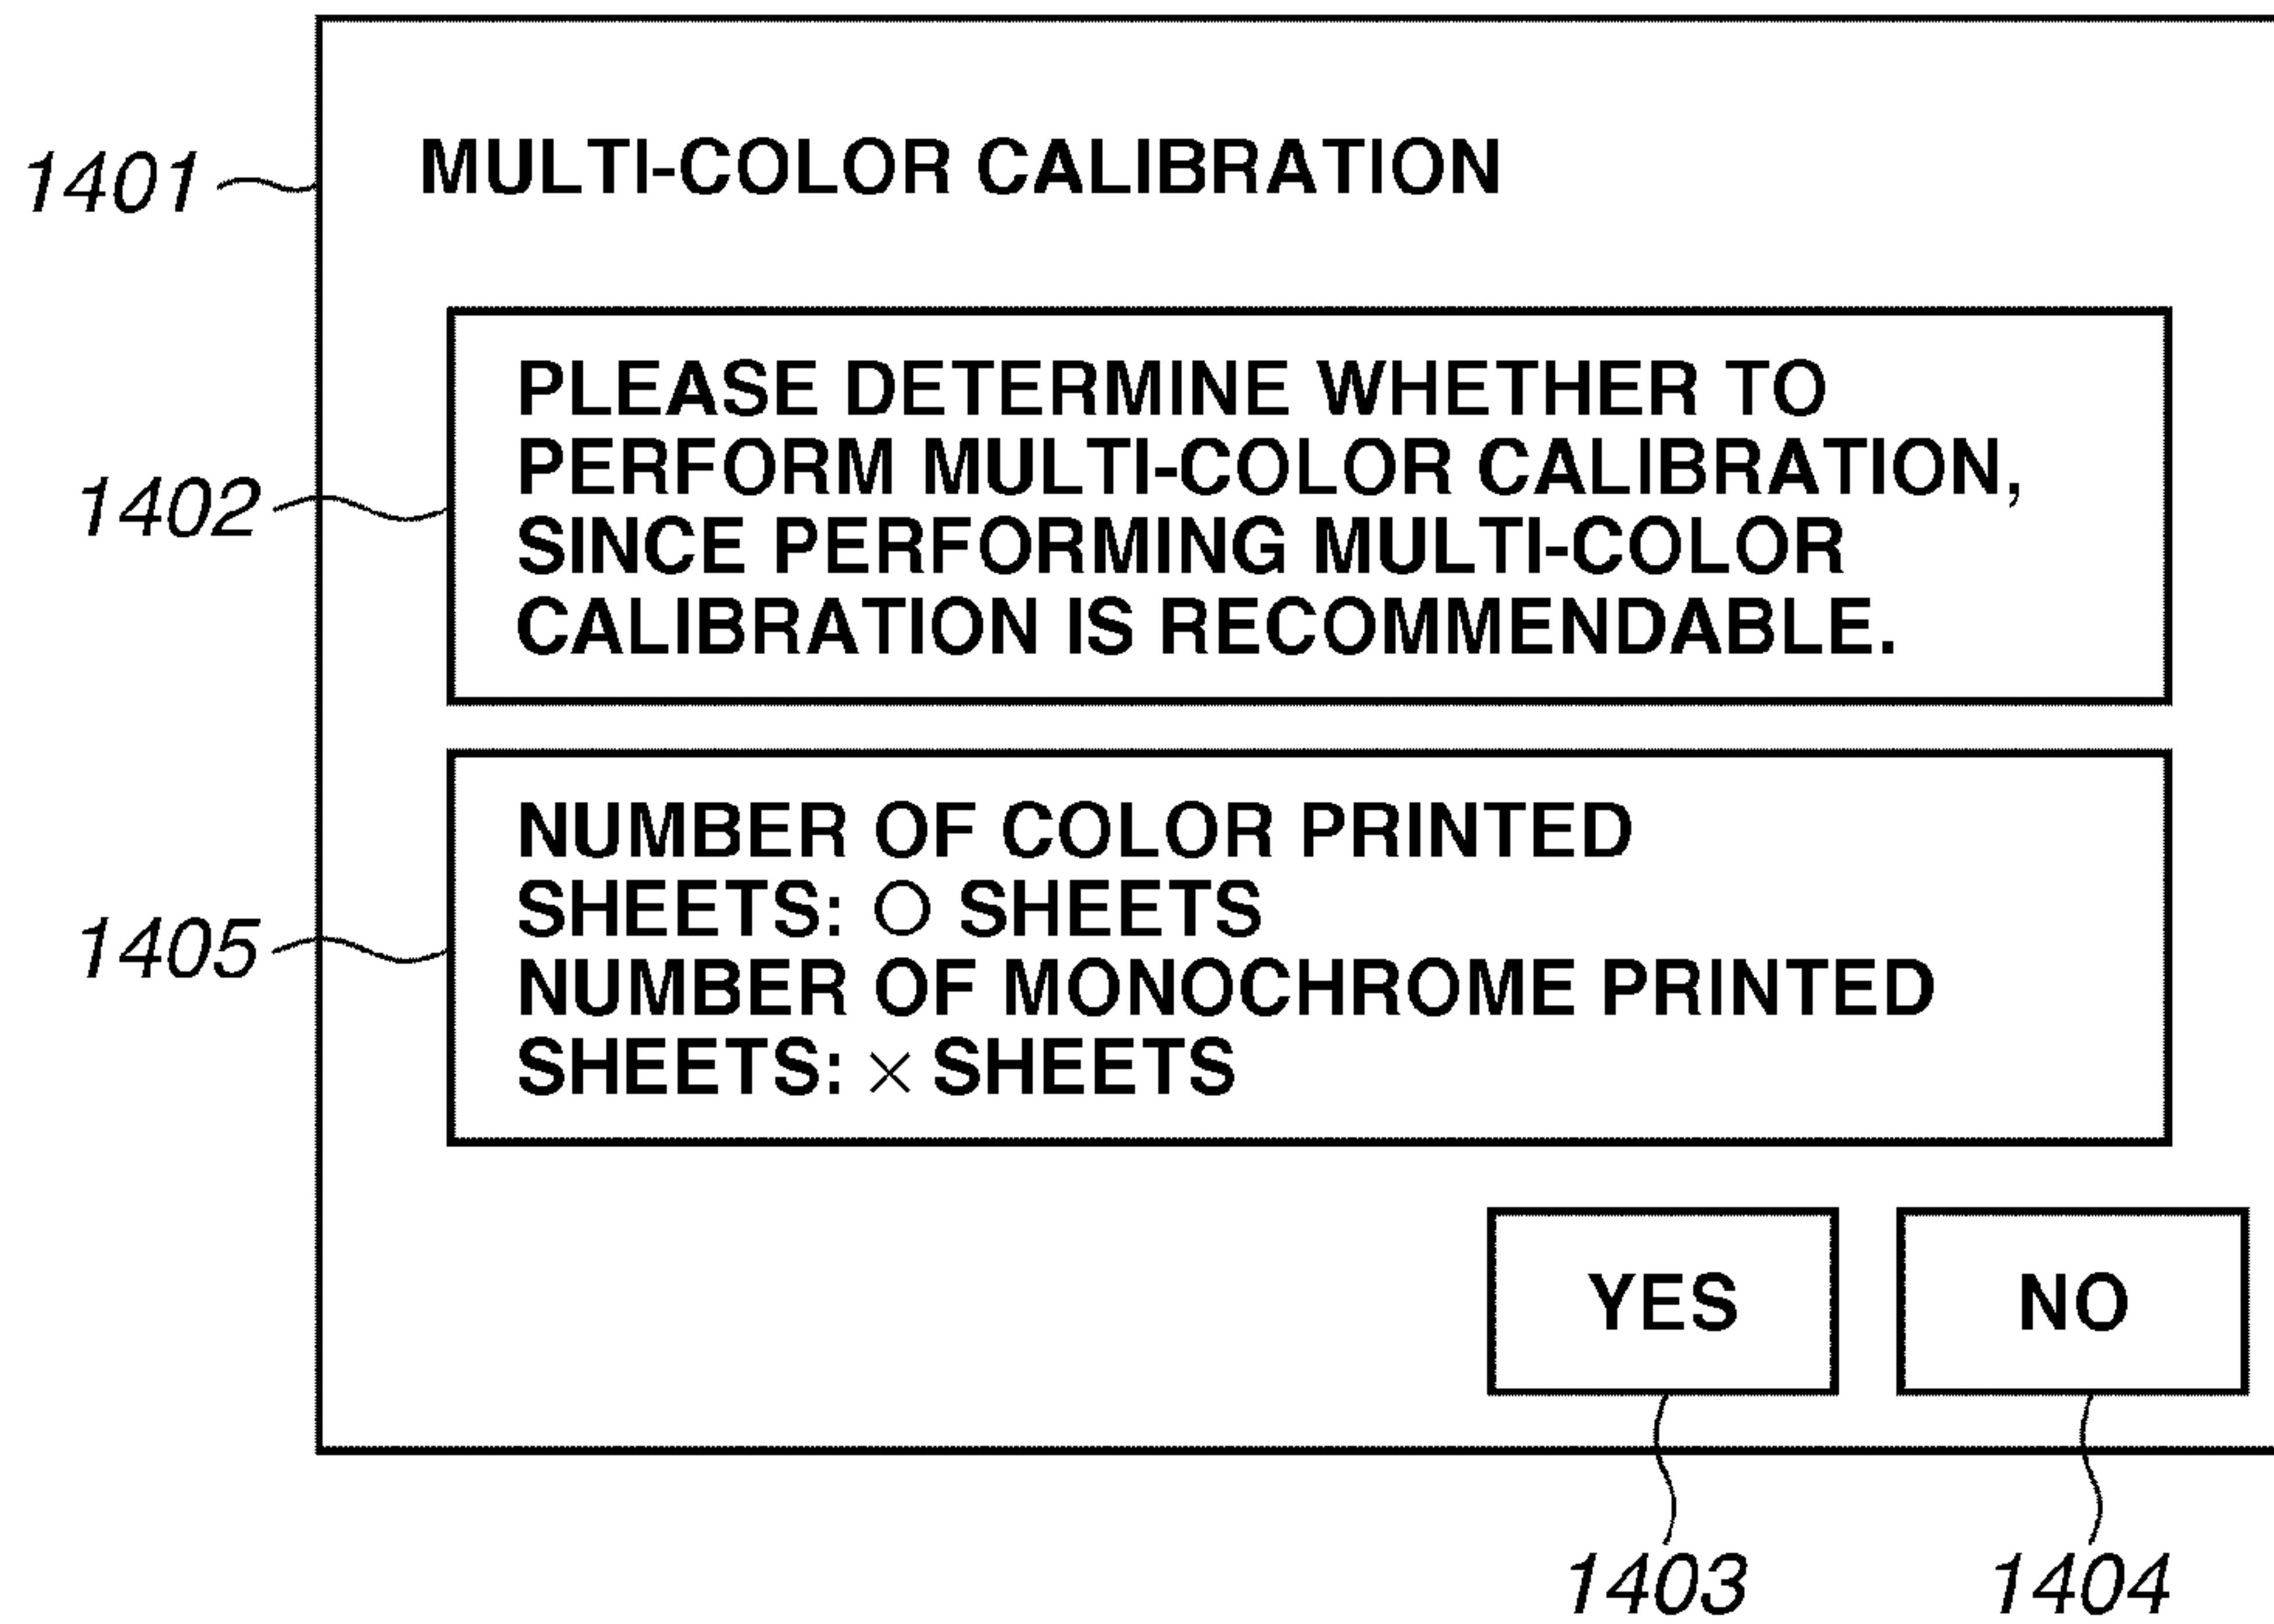 1401
MULTI-COLOR CALIBRATION
1402
PLEASE DETERMINE WHETHER TO
PERFORM MULTI-COLOR CALIBRATION,
SINCE PERFORMING MULTI-COLOR
CALIBRATION IS RECOMMENDABLE.
1405
NUMBER OF COLOR PRINTED
SHEETS: ○ SHEETS
NUMBER OF MONOCHROME PRINTED
SHEETS: × SHEETS
YES
NO
1403
1404